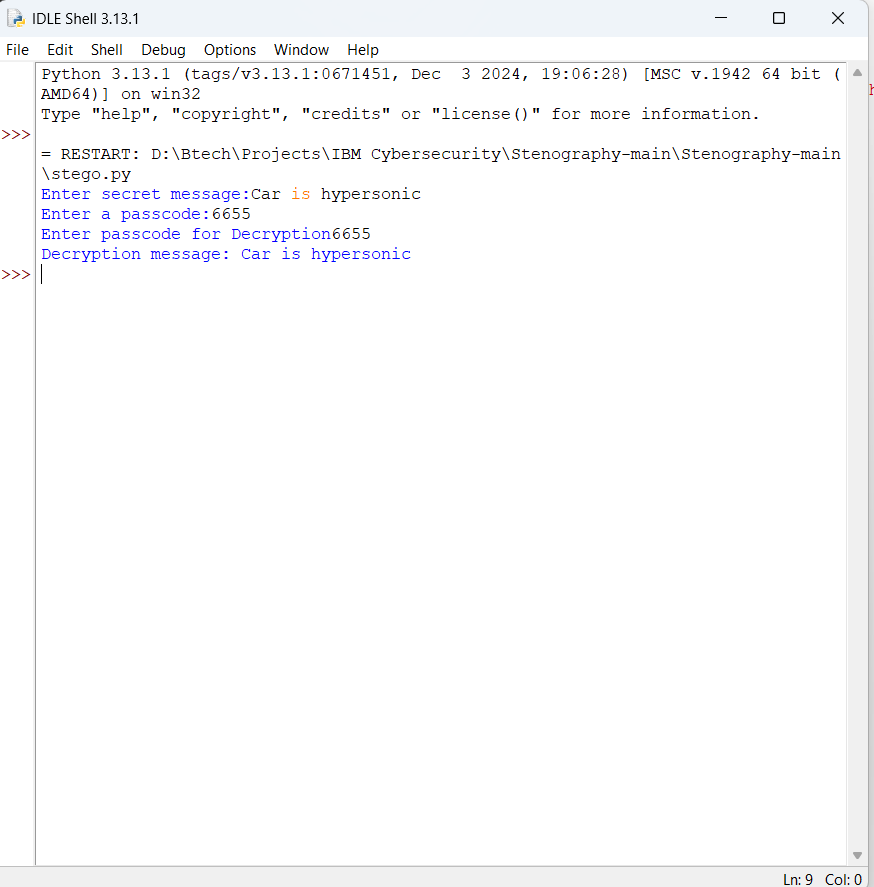 IDLE Shell 3.13.1
File Edit Shell Debug Options Window Help
Python 3.13.1 (tags/v3.13.1:0671451, Dec  3 2024, 19:06:28) [MSC v.1942 64 bit (
AMD64)] on win32
Type "help", "copyright", "credits" or "license()" for more information.
>>>
= RESTART: D:\Btech\Projects\IBM Cybersecurity\Stenography-main\Stenography-main
\stego.py
Enter secret message:Car is hypersonic
Enter a passcode:6655
Enter passcode for Decryption6655
Decryption message: Car is hypersonic
>>>
Ln: 9 Col: 0